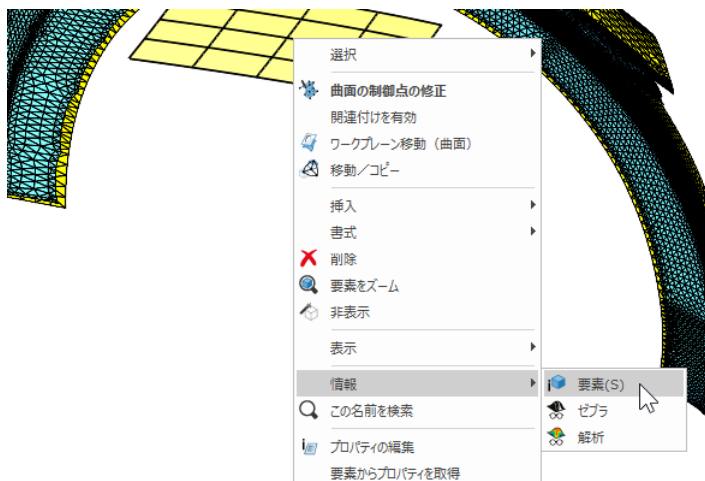 選択
曲面の制御点の修正
関連付けを有効
ワークプレーン移動（曲面）
移動／コピー
挿入
書式
削除
要素をズーム
非表示
表示
情報
要素(S)
この名前を検索
ゼブラ
解析
プロパティの編集
要素からプロパティを取得